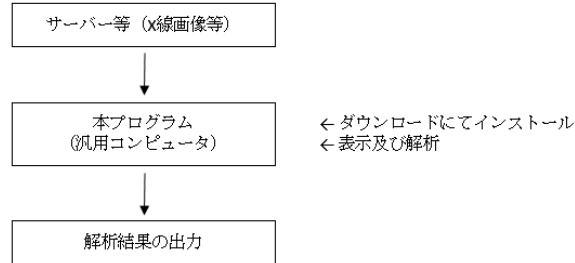 サーバー等（X線画像等）
本プログラム
(汎用コンピュータ)
←ダウンロードにてインストール
←表示及び解析
解析結果の出力